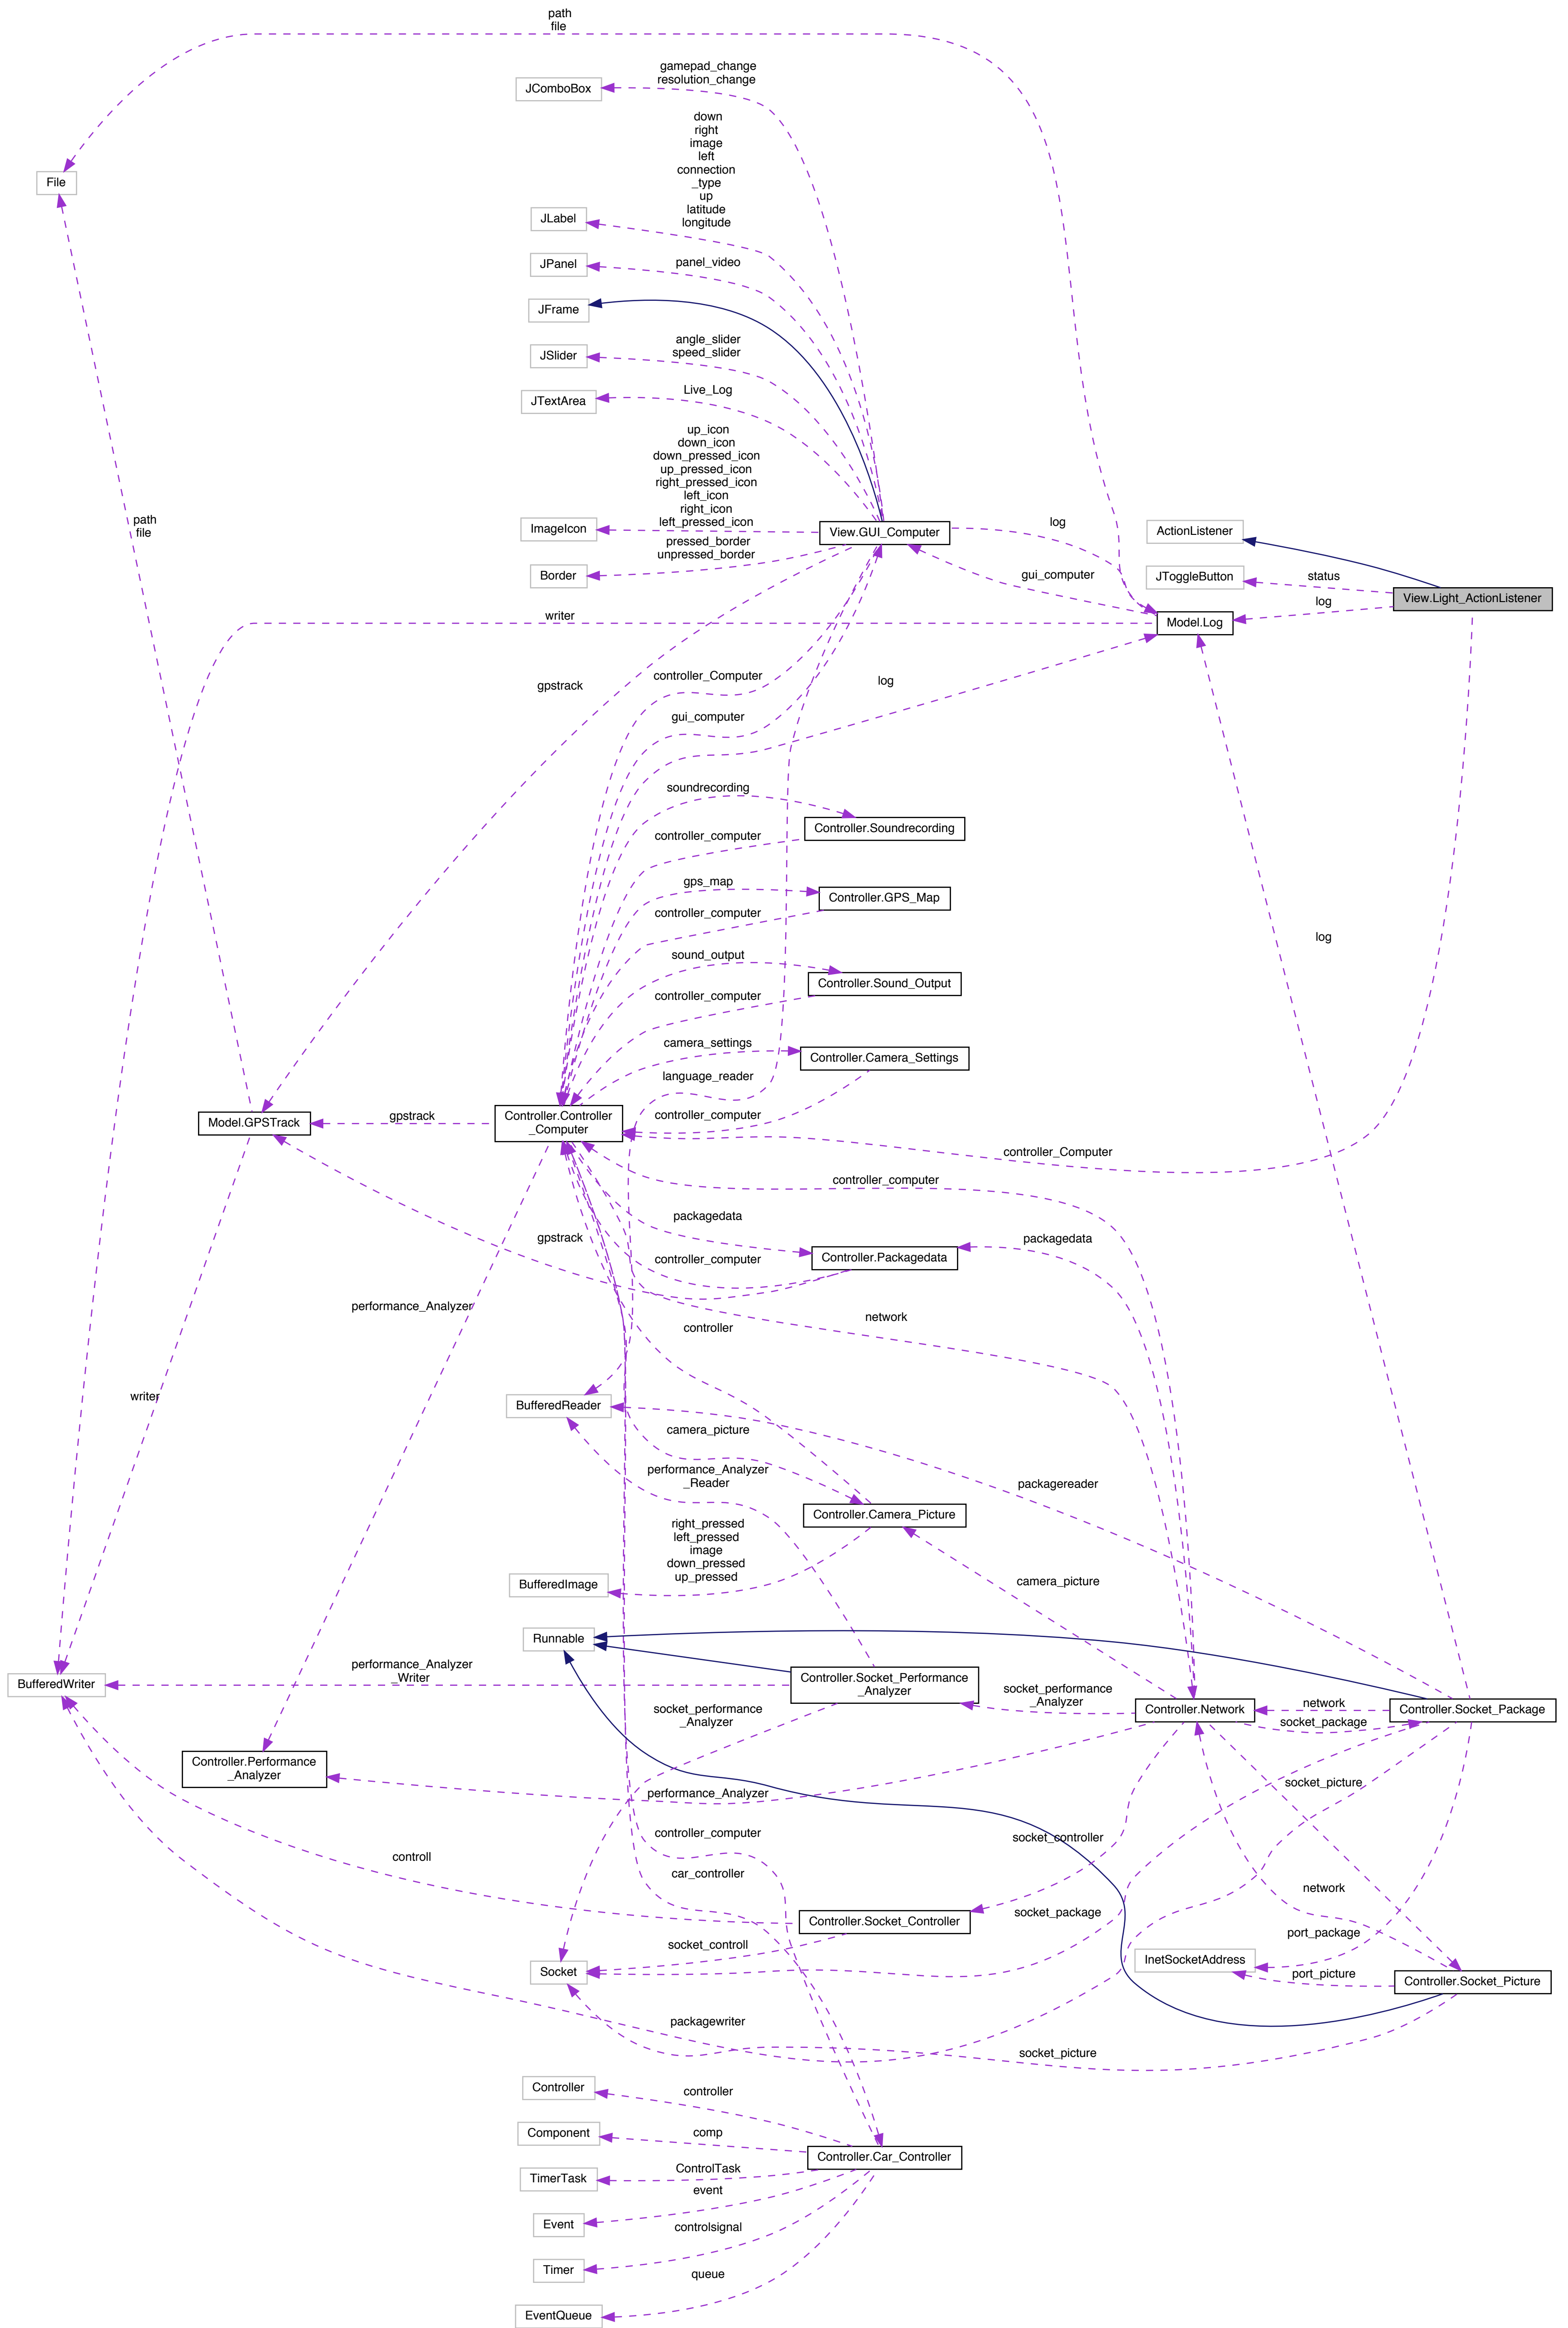 path
file
gamepad_change
resolution_change
JComboBox
down
right
image
left
connection
_type
up
latitude
longitude
File
JLabel
JPanel
panel_video
JFrame
angle_slider
speed_slider
JSlider
Live_Log
JTextArea
up_icon
down_icon
down_pressed_icon
up_pressed_icon
right_pressed_icon
left_icon
right_icon
left_pressed_icon
path
file
ImageIcon
View.GUI_Computer
log
ActionListener
pressed_border
unpressed_border
Border
gui_computer
JToggleButton
status
View.Light_ActionListener
log
writer
Model.Log
gpstrack
controller_Computer
log
gui_computer
soundrecording
Controller.Soundrecording
controller_computer
gps_map
Controller.GPS_Map
controller_computer
log
sound_output
Controller.Sound_Output
controller_computer
camera_settings
Controller.Camera_Settings
language_reader
Model.GPSTrack
gpstrack
Controller.Controller
_Computer
controller_computer
controller_Computer
controller_computer
packagedata
gpstrack
packagedata
Controller.Packagedata
controller_computer
performance_Analyzer
network
controller
writer
BufferedReader
camera_picture
performance_Analyzer
_Reader
packagereader
Controller.Camera_Picture
right_pressed
left_pressed
image
down_pressed
up_pressed
BufferedImage
camera_picture
Runnable
performance_Analyzer
_Writer
BufferedWriter
Controller.Socket_Performance
_Analyzer
socket_performance
_Analyzer
socket_performance
_Analyzer
Controller.Network
network
socket_package
Controller.Socket_Package
Controller.Performance
_Analyzer
performance_Analyzer
socket_picture
controller_computer
socket_controller
controll
car_controller
network
Controller.Socket_Controller
socket_package
port_package
socket_controll
Socket
InetSocketAddress
port_picture
Controller.Socket_Picture
packagewriter
socket_picture
Controller
controller
Component
comp
Controller.Car_Controller
TimerTask
ControlTask
event
Event
controlsignal
Timer
queue
EventQueue